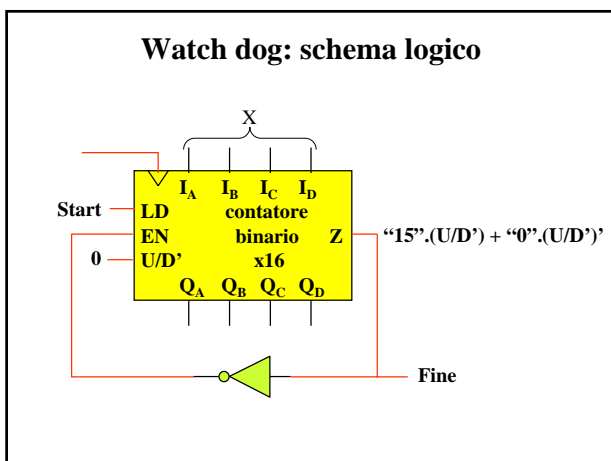 Watch dog: schema logico
X
I_A I_B I_C I_D
Start LD contatore
EN binario Z “15”.(U/D’) + “0”.(U/D’)’
0 U/D’ x16
Q_A Q_B Q_C Q_D
Fine